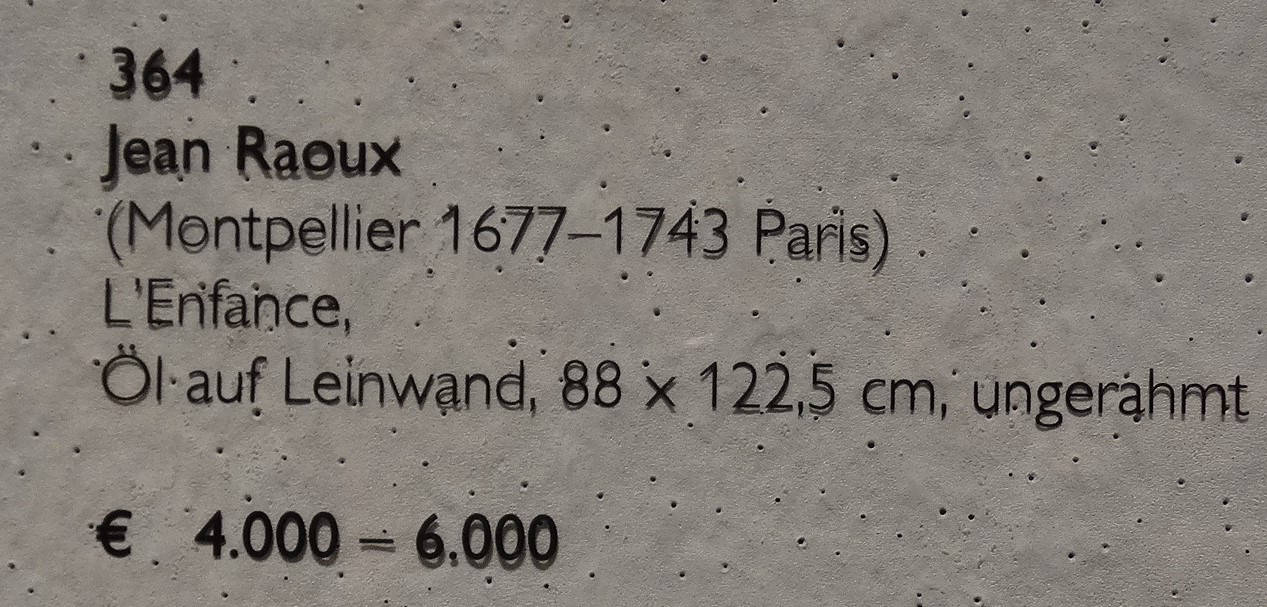 364
Jean Raoux
(Montpellier 1677–1743 Paris)
L'Enfance,
Öl auf Leinwand, 88 x 122,5 cm, ungerahmt
€ 4.000 – 6.000